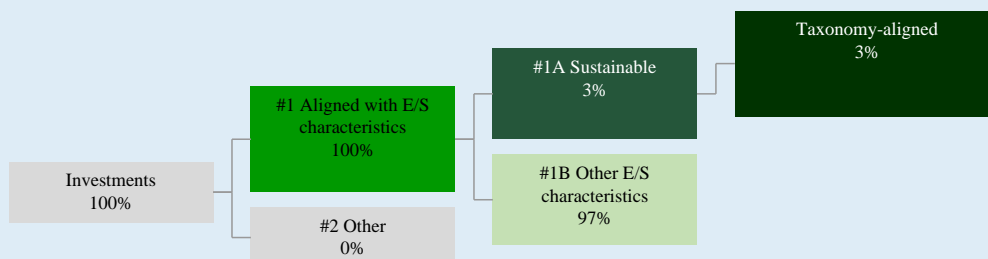 Investments
100%
#1 Aligned with E/S
characteristics
100%
#2 Other
0%
#1A Sustainable
3%
#1B Other E/S
characteristics
97%
Taxonomy-aligned
3%